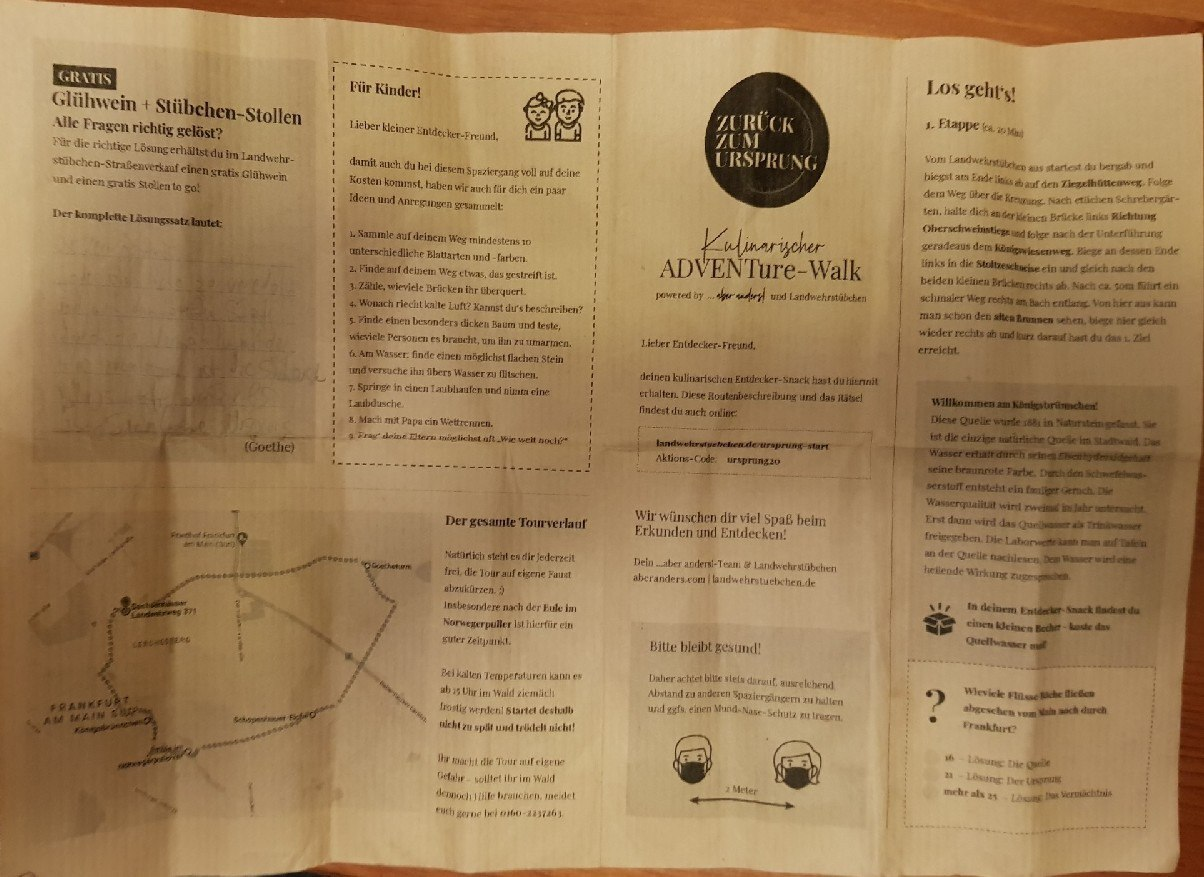 GRATIS
Glühwein + Stübchen-Stollen
Alle Fragen richtig gelöst?
Für die richtige Lösung erhältst du im Landwehr-
stübchen-Straßenverkauf einen gratis Glühwein
und einen gratis Stollen to go!
Der komplette Lösungssatz lautet:
(Goethe)
Für Kinder!
Lieber kleiner Entdecker-Freund,
damit auch du bei diesem Spaziergang voll auf deine
Kosten kommst, haben wir auch für dich ein paar
Ideen und Anregungen gesammelt:
1. Sammle auf deinem Weg mindestens 10
unterschiedliche Blattarten und -farben.
2. Finde auf deinem Weg etwas, das gestreift ist.
3. Zähle, wieviele Brücken ihr überquert.
4. Wonach riecht kalte Luft? Kannst du's beschreiben?
5. Finde einen besonders dicken Baum und teste,
wieviele Personen es braucht, um ihn zu umarmen.
6. Am Wasser: finde einen möglichst flachen Stein
und versuche ihn übers Wasser zu flitschen.
7. Springe in einen Laubhaufen und nimm eine
Laubdusche.
8. Mach mit Papa ein Wettrennen.
9. Frag' deine Eltern möglichst oft „Wie weit noch?"
Friedhof Frankfurt
Goetheturm
Landwehrweg
FRANKFURT
AM MAIN SÜD
Der gesamte Tourverlauf
Natürlich steht es dir jederzeit
frei, die Tour auf eigene Faust
abzukürzen. ;)
Insbesondere nach der Eule im
Norwegerpulli ist hierfür ein
guter Zeitpunkt.
Bei kalten Temperaturen kann es
ab 15 Uhr im Wald ziemlich
frostig werden! Startet deshalb
nicht zu spät und trödelt nicht!
Ihr macht die Tour auf eigene
Gefahr – solltet ihr im Wald
dennoch Hilfe brauchen, meldet
euch gerne bei 0160-2237263.
ZURÜCK
ZUM
URSPRUNG
Kulinarischer
ADVENTure-Walk
powered by ...aber anders! und Landwehrstübchen
Lieber Entdecker-Freund,
deinen kulinarischen Entdecker-Snack hast du hiermit
erhalten. Diese Routenbeschreibung und das Rätsel
findest du auch online:
landwehrstuebchen.de/ursprung-start
Aktions-Code: ursprung20
Wir wünschen dir viel Spaß beim
Erkunden und Entdecken!
Dein ...aber anders!-Team & Landwehrstübchen
aberanders.com | landwehrstuebchen.de
Bitte bleibt gesund!
Daher achtet bitte stets darauf, ausreichend
Abstand zu anderen Spaziergängern zu halten
und ggfs. einen Mund-Nase-Schutz zu tragen.
2 Meter
Los geht's!
1. Etappe (ca. 20 Min)
Vom Landwehrstübchen aus startest du bergab und
biegst am Ende links ab auf den Ziegelhüttenweg. Folge
dem Weg über die Kreuzung. Nach etlichen Schrebergär-
ten, halte dich an der kleinen Brücke links Richtung
Oberschweinstiege und folge nach der Unterführung
geradeaus dem Königswiesenweg. Biege an dessen Ende
links in die Stoltzeschneise ein und gleich nach den
beiden kleinen Brücken rechts ab. Nach ca. 50m führt ein
schmaler Weg rechts am Bach entlang. Von hier aus kann
man schon den alten Brunnen sehen, biege hier gleich
wieder rechts ab und kurz darauf hast du das 1. Ziel
erreicht.
Willkommen am Königsbrünnchen!
Diese Quelle wurde 1881 in Naturstein gefasst. Sie
ist die einzige natürliche Quelle im Stadtwald. Das
Wasser erhält durch seinen Eisenhydroxidgehalt
seine braunrote Farbe. Durch den Schwefelwas-
serstoff entsteht ein fauliger Geruch. Die
Wasserqualität wird zweimal im Jahr untersucht.
Erst dann wird das Quellwasser als Trinkwasser
freigegeben. Die Laborwerte kann man auf Tafeln
an der Quelle nachlesen. Dem Wasser wird eine
heilende Wirkung zugesprochen.
In deinem Entdecker-Snack findest du
einen kleinen Becher – koste das
Quellwasser auf
?
Wieviele Flüsse/Bäche fließen
abgesehen vom Main noch durch
Frankfurt?
16 – Lösung: Die Quelle
21 – Lösung: Der Ursprung
mehr als 25 – Lösung: Das Vermächtnis